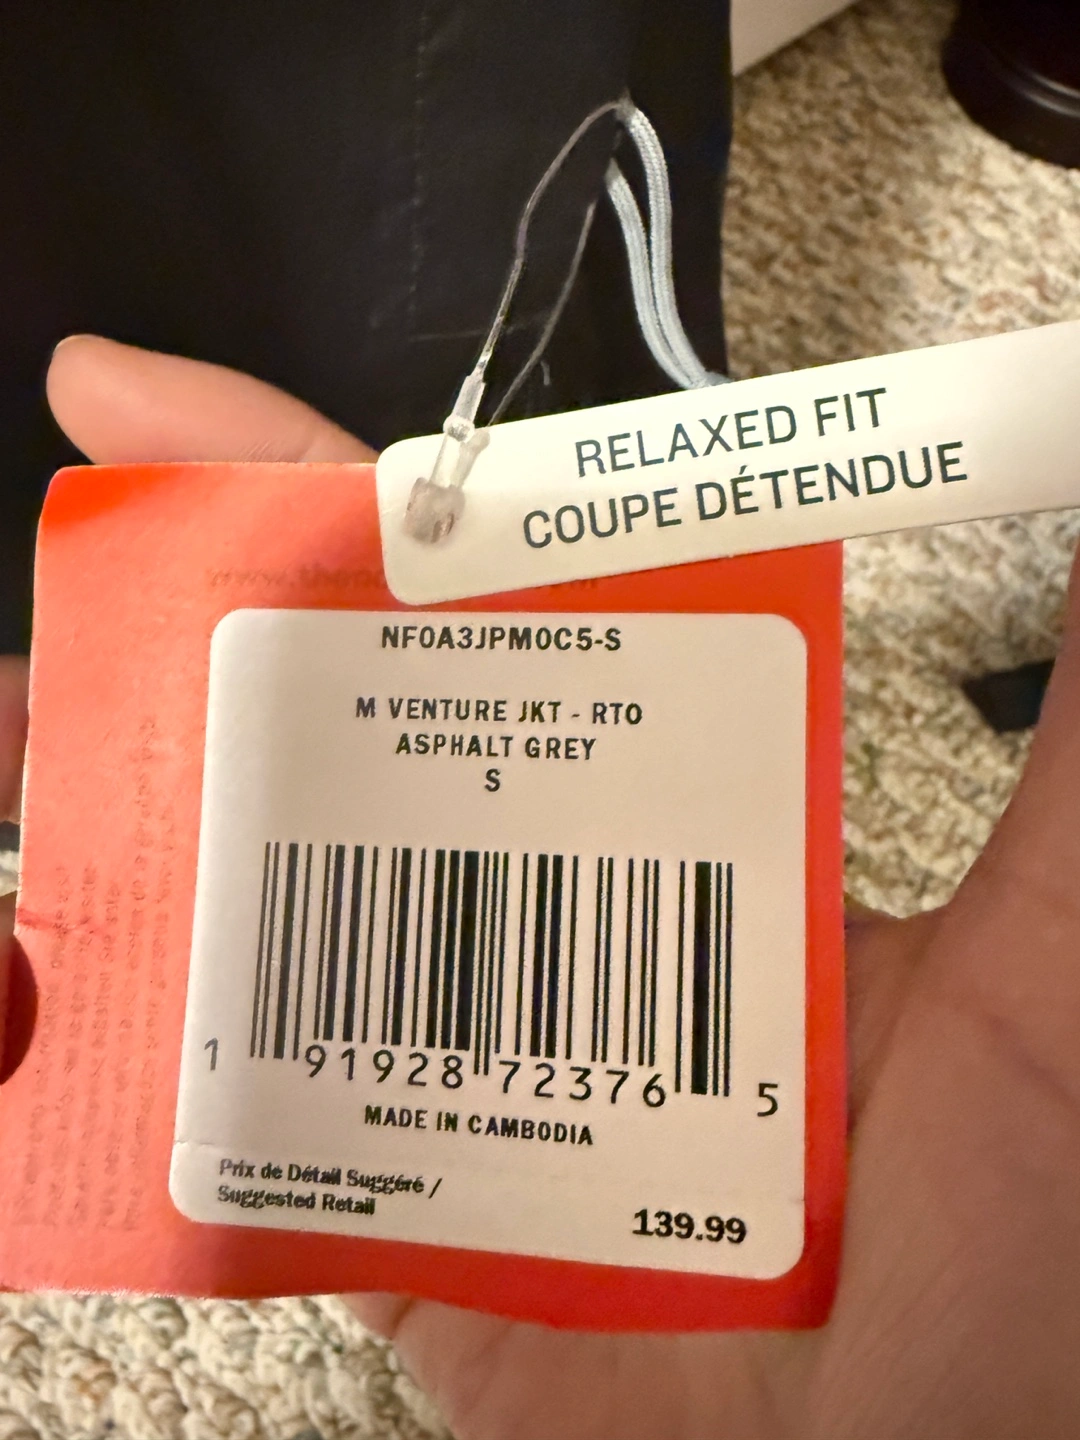 RELAXED FIT
COUPE DÉTENDUE
NF0A3JPM0C5-S
M VENTURE JKT - RTO
ASPHALT GREY
S
1 91928 72376 5
MADE IN CAMBODIA
Prix de Détail Suggéré /
Suggested Retail
139.99